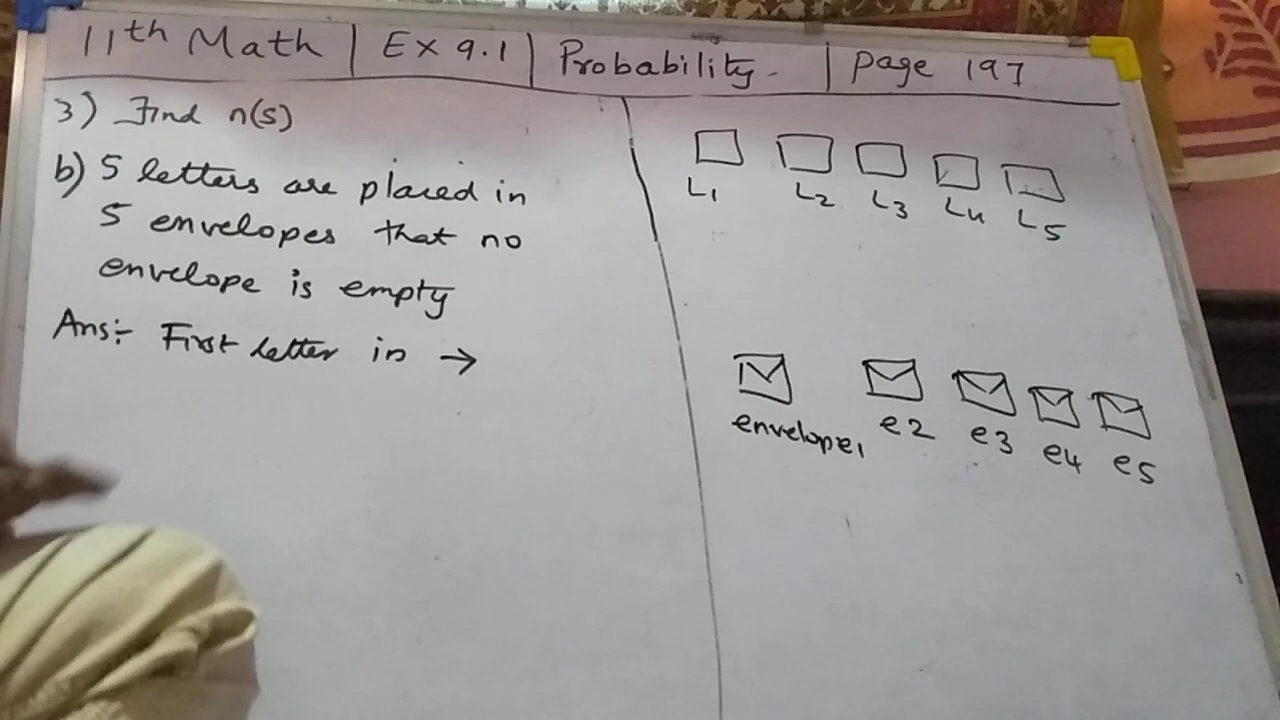 11th Math | Ex 9.1 | Probability - | page 197
3) Find n(s)
b) 5 letters are placed in
5 envelopes that no
envelope is empty
Ans:- First letter in →
L1 L2 L3 L4 L5
envelope1 e2 e3 e4 e5